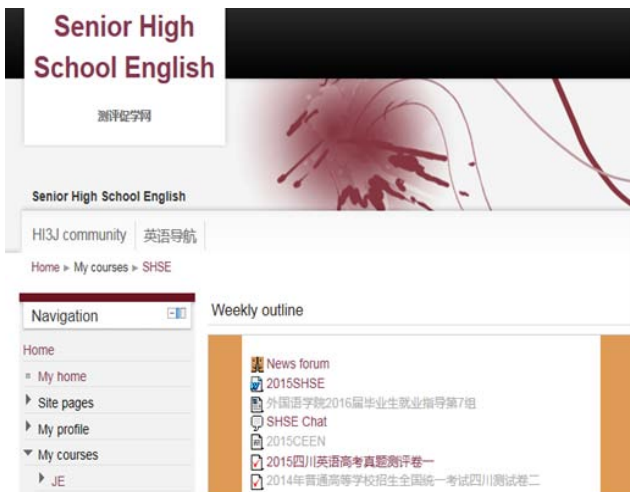 Senior High
School English
测评促学网
Senior High School English
HI3J community 英语导航
Home ► My courses ► SHSE
Navigation
Weekly outline
Home
My home
Site pages
My profile
My courses
JE
News forum
2015SHSE
外国语学院2016届毕业生就业指导第7组
SHSE Chat
2015CEEN
2015四川英语高考真题测评卷一
2014年普通高等学校招生全国统一考试四川测试卷二